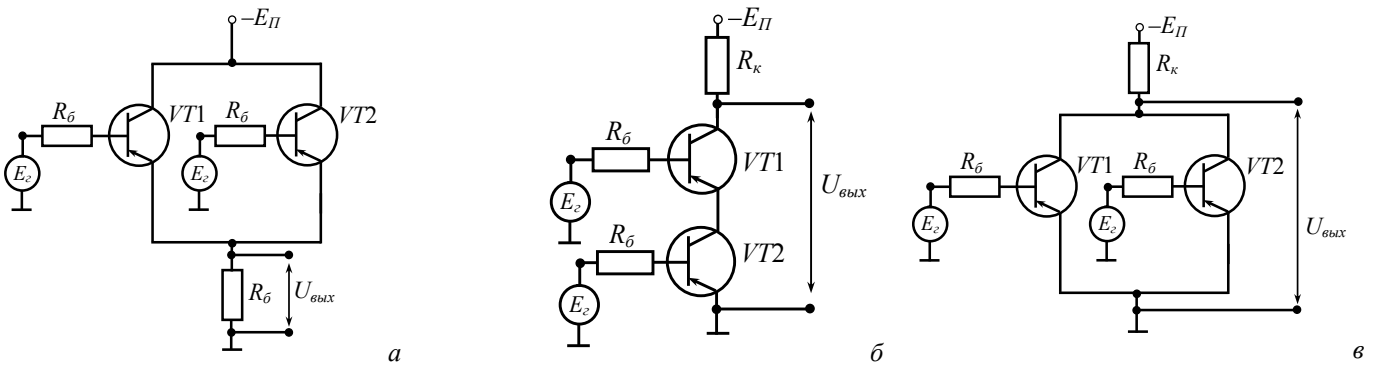 –E_П
R_б
VT1
R_б
VT2
E_г
E_г
R_б
U_вых
а
–E_П
R_к
R_б
VT1
E_г
U_вых
R_б
VT2
E_г
б
–E_П
R_к
R_б
VT1
R_б
VT2
E_г
E_г
U_вых
в